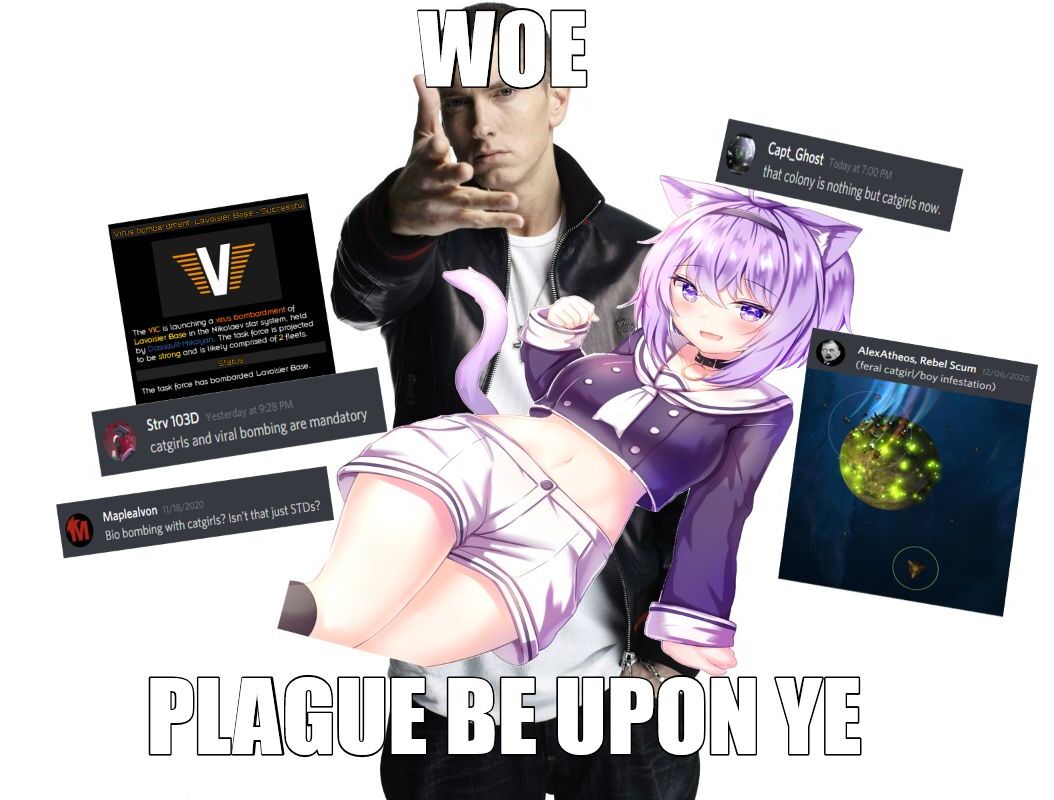 WOE
Capt_Ghost Today at 7:00 PM
that colony is nothing but catgirls now.
Virus bombardment: Lavoisier Base - Successful
V
The VIC is launching a virus bombardment of
Lavoisier Base in the Nikolaev star system, held
by Dassault-Mikoyan. The task force is projected
to be strong and is likely comprised of 2 fleets.
Status
The task force has bombarded Lavoisier Base.
AlexAtheos, Rebel Scum 12/06/2020
(feral catgirl/boy infestation)
Strv103D Yesterday at 9:28 PM
catgirls and viral bombing are mandatory
M
Maplealvon 11/18/2020
Bio bombing with catgirls? Isn't that just STDs?
PLAGUE BE UPON YE